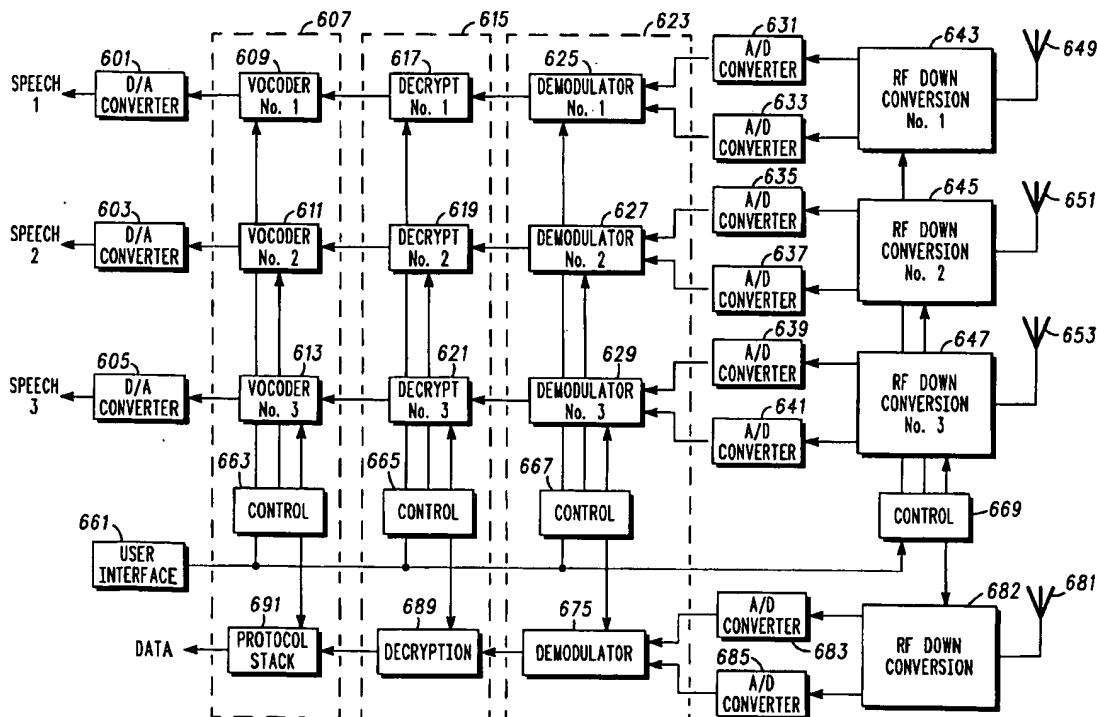 607
615
623
631
643
649
601
609
617
625
A/D
CONVERTER
SPEECH
1
D/A
CONVERTER
VOCODER
No. 1
DECRYPT
No. 1
DEMODULATOR
No. 1
633
A/D
CONVERTER
RF DOWN
CONVERSION
No. 1
635
645
651
603
611
619
627
A/D
CONVERTER
SPEECH
2
D/A
CONVERTER
VOCODER
No. 2
DECRYPT
No. 2
DEMODULATOR
No. 2
637
A/D
CONVERTER
RF DOWN
CONVERSION
No. 2
639
647
653
605
613
621
629
A/D
CONVERTER
SPEECH
3
D/A
CONVERTER
VOCODER
No. 3
DECRYPT
No. 3
DEMODULATOR
No. 3
641
A/D
CONVERTER
RF DOWN
CONVERSION
No. 3
663
CONTROL
665
CONTROL
667
CONTROL
CONTROL
669
661
USER
INTERFACE
691
689
675
A/D
CONVERTER
683
682
681
DATA
PROTOCOL
STACK
DECRYPTION
DEMODULATOR
685
A/D
CONVERTER
RF DOWN
CONVERSION